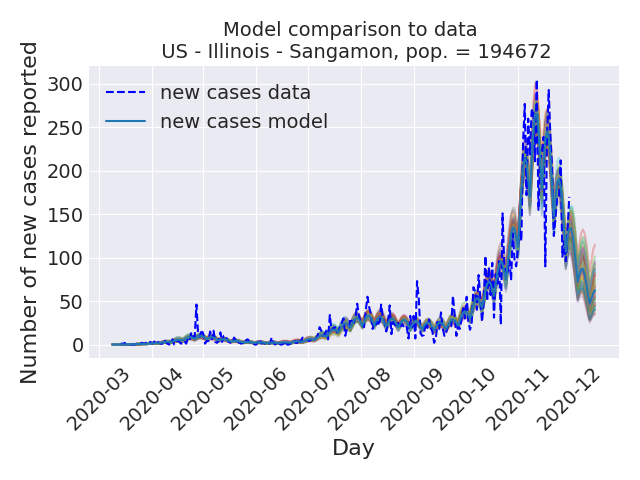 Model comparison to data
US - Illinois - Sangamon, pop. = 194672
new cases data
new cases model
Number of new cases reported
300
250
200
150
100
50
0
2020-03
2020-04
2020-05
2020-06
2020-07
2020-08
2020-09
2020-10
2020-11
2020-12
Day